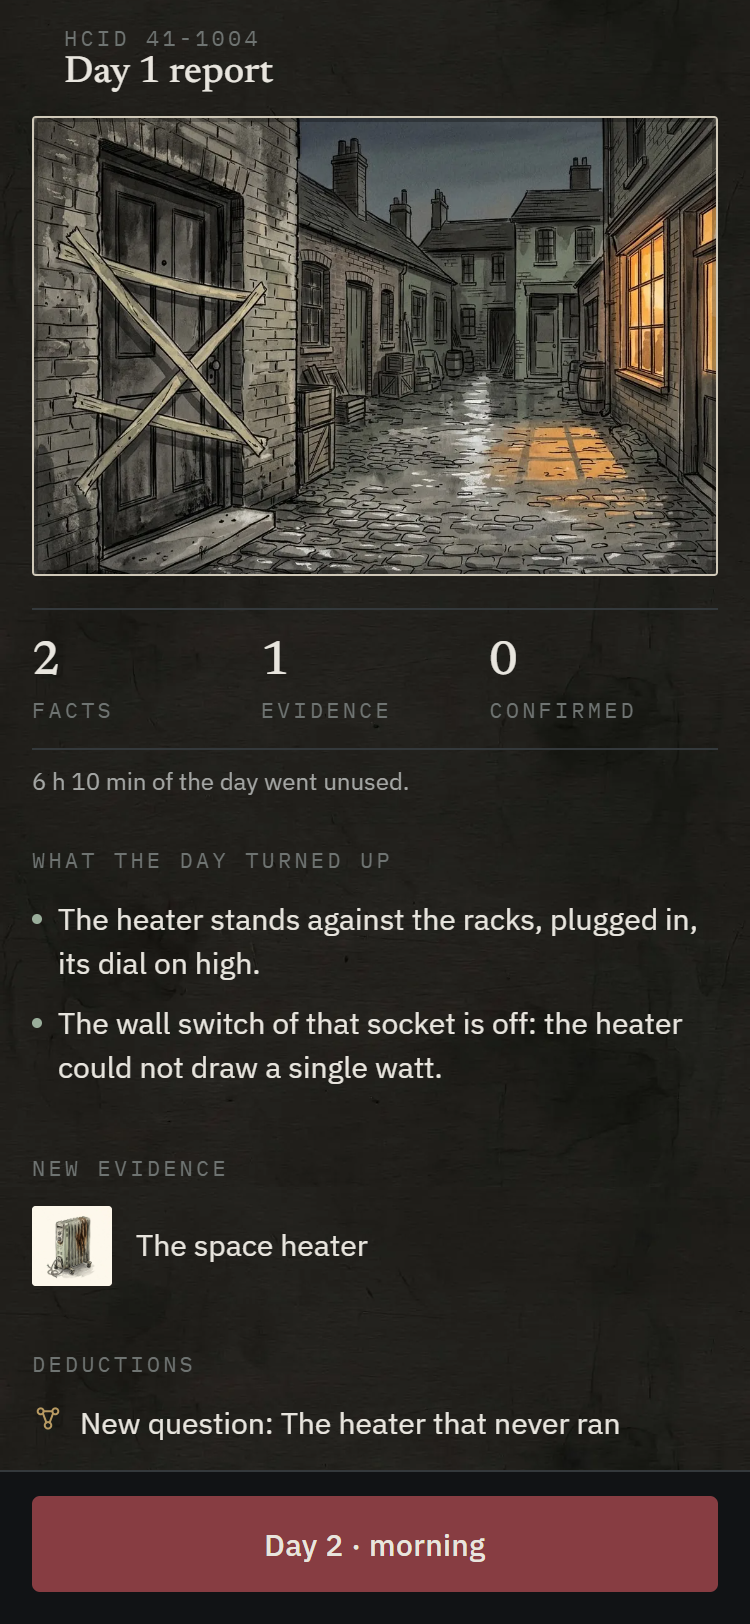 HCID 41-1004
Day 1 report
2
FACTS
1
EVIDENCE
0
CONFIRMED
6 h 10 min of the day went unused.
WHAT THE DAY TURNED UP
The heater stands against the racks, plugged in,
its dial on high.
The wall switch of that socket is off: the heater
could not draw a single watt.
NEW EVIDENCE
The space heater
DEDUCTIONS
New question: The heater that never ran
Day 2 · morning